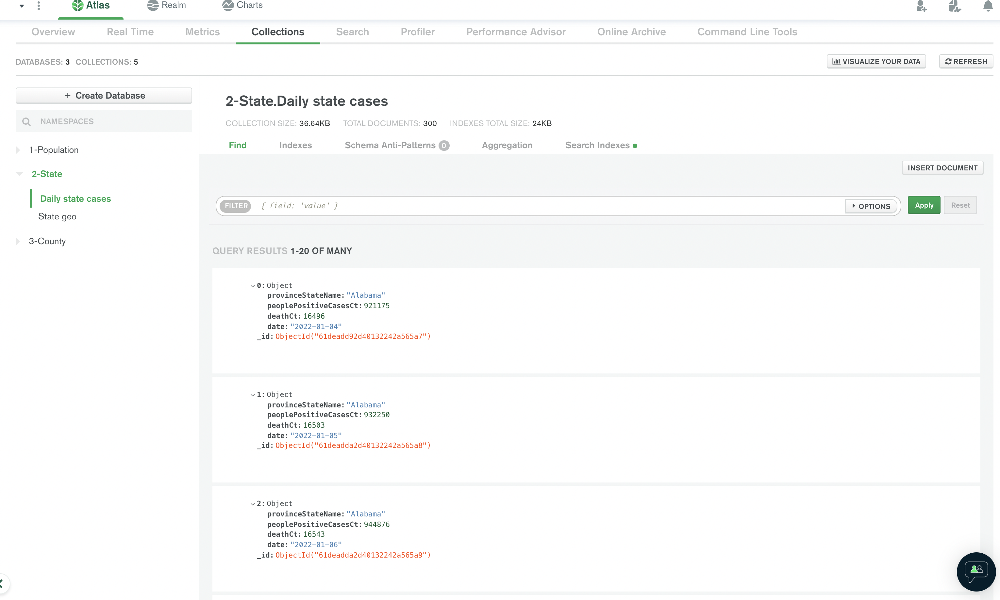 Atlas Realm Charts
Overview Real Time Metrics Collections Search Profiler Performance Advisor Online Archive Command Line Tools
DATABASES: 3 COLLECTIONS: 5
VISUALIZE YOUR DATA REFRESH
+ Create Database
NAMESPACES
1-Population
2-State
Daily state cases
State geo
3-County
2-State.Daily state cases
COLLECTION SIZE: 36.64KB TOTAL DOCUMENTS: 300 INDEXES TOTAL SIZE: 24KB
Find Indexes Schema Anti-Patterns 0 Aggregation Search Indexes
INSERT DOCUMENT
FILTER { field: 'value' } OPTIONS Apply Reset
QUERY RESULTS 1-20 OF MANY
0: Object
provinceStateName: "Alabama"
peoplePositiveCasesCt: 921175
deathCt: 16496
date: "2022-01-04"
_id: ObjectId("61deadd92d40132242a565a7")
1: Object
provinceStateName: "Alabama"
peoplePositiveCasesCt: 932250
deathCt: 16503
date: "2022-01-05"
_id: ObjectId("61deadda2d40132242a565a8")
2: Object
provinceStateName: "Alabama"
peoplePositiveCasesCt: 944876
deathCt: 16543
date: "2022-01-06"
_id: ObjectId("61deadda2d40132242a565a9")